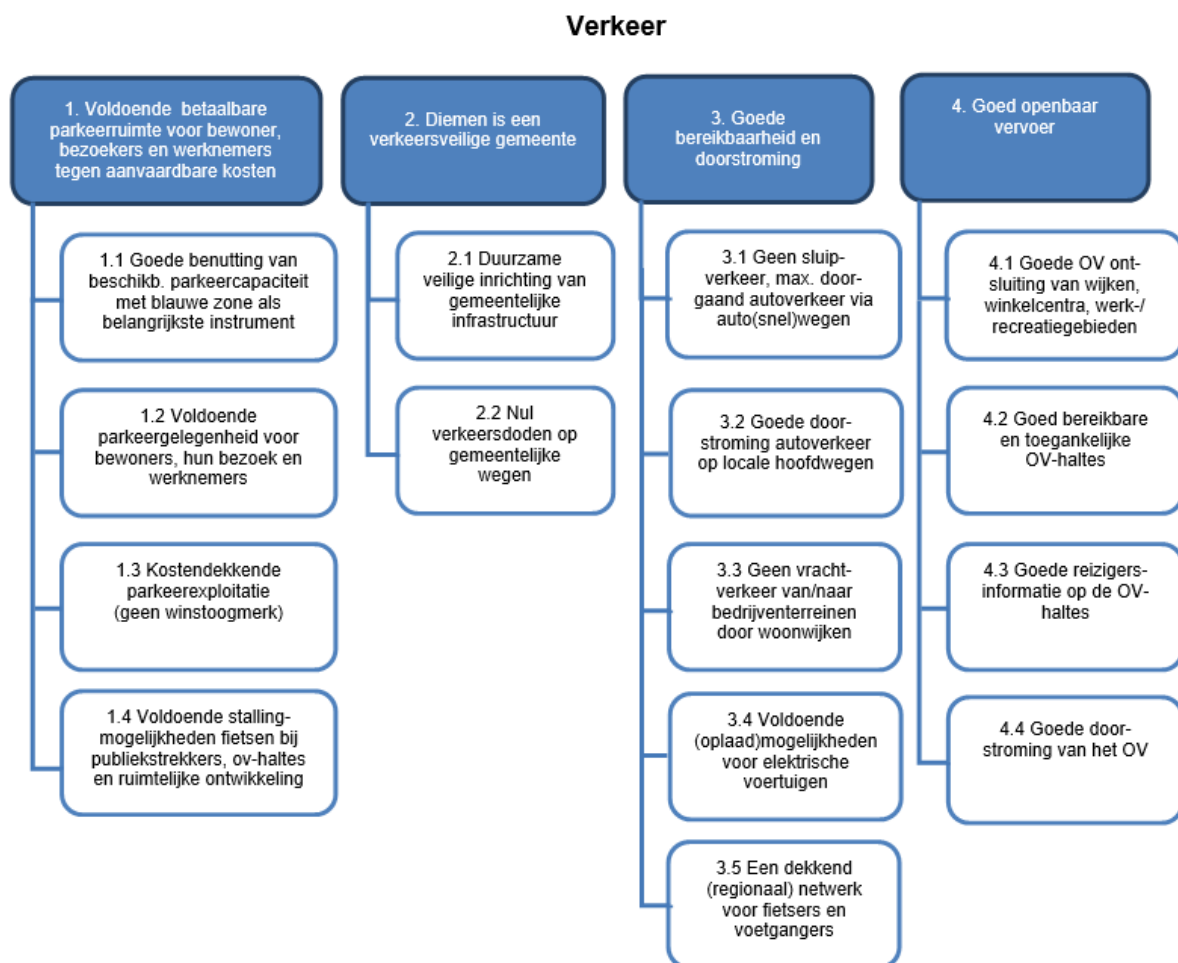 Verkeer
1. Voldoende betaalbare
parkeerruimte voor bewoner,
bezoekers en werknemers
tegen aanvaardbare kosten
1.1 Goede benutting van
beschikb. parkeercapaciteit
met blauwe zone als
belangrijkste instrument
1.2 Voldoende
parkeergelegenheid voor
bewoners, hun bezoek en
werknemers
1.3 Kostendekkende
parkeerexploitatie
(geen winstoogmerk)
1.4 Voldoende stalling-
mogelijkheden fietsen bij
publiekstrekkers, ov-haltes
en ruimtelijke ontwikkeling
2. Diemen is een
verkeersveilige gemeente
2.1 Duurzame
veilige inrichting van
gemeentelijke
infrastructuur
2.2 Nul
verkeersdoden op
gemeentelijke
wegen
3. Goede
bereikbaarheid en
doorstroming
3.1 Geen sluip-
verkeer, max. door-
gaand autoverkeer via
auto(snel)wegen
3.2 Goede door-
stroming autoverkeer
op locale hoofdwegen
3.3 Geen vracht-
verkeer van/naar
bedrijventerreinen
door woonwijken
3.4 Voldoende
(oplaad)mogelijkheden
voor elektrische
voertuigen
3.5 Een dekkend
(regionaal) netwerk
voor fietsers en
voetgangers
4. Goed openbaar
vervoer
4.1 Goede OV ont-
sluiting van wijken,
winkelcentra, werk-/
recreatiegebieden
4.2 Goed bereikbare
en toegankelijke
OV-haltes
4.3 Goede reizigers-
informatie op de OV-
haltes
4.4 Goede door-
stroming van het OV